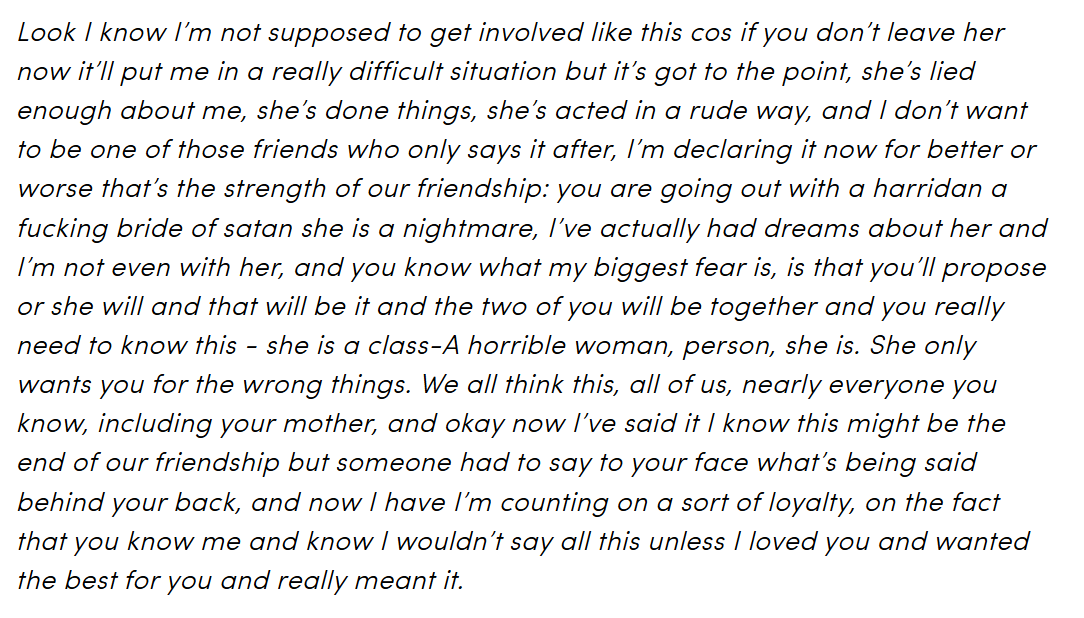 Look I know I’m not supposed to get involved like this cos if you don’t leave her
now it’ll put me in a really difficult situation but it’s got to the point, she’s lied
enough about me, she’s done things, she’s acted in a rude way, and I don’t want
to be one of those friends who only says it after, I’m declaring it now for better or
worse that’s the strength of our friendship: you are going out with a harridan a
fucking bride of satan she is a nightmare, I’ve actually had dreams about her and
I’m not even with her, and you know what my biggest fear is, is that you’ll propose
or she will and that will be it and the two of you will be together and you really
need to know this - she is a class-A horrible woman, person, she is. She only
wants you for the wrong things. We all think this, all of us, nearly everyone you
know, including your mother, and okay now I’ve said it I know this might be the
end of our friendship but someone had to say to your face what’s being said
behind your back, and now I have I’m counting on a sort of loyalty, on the fact
that you know me and know I wouldn’t say all this unless I loved you and wanted
the best for you and really meant it.